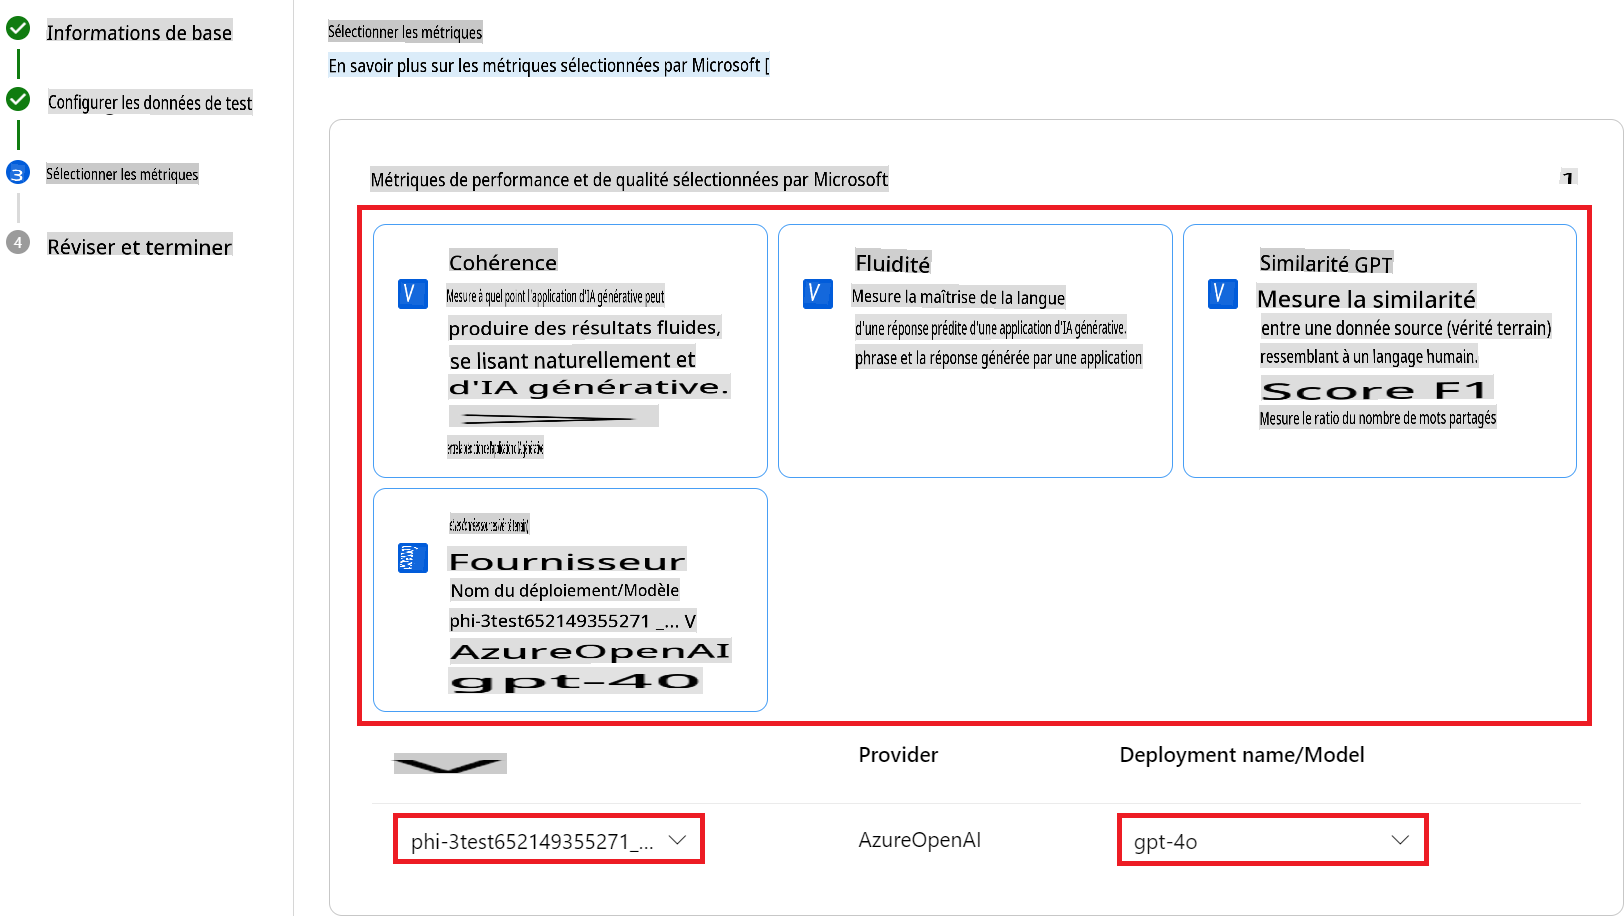 Informations de base
Configurer les données de test
3
Sélectionner les métriques
4
Réviser et terminer
Sélectionner les métriques
En savoir plus sur les métriques sélectionnées par Microsoft [
Métriques de performance et de qualité sélectionnées par Microsoft
Cohérence
V
Mesure à quel point l'application d'IA générative peut
produire des résultats fluides,
se lisant naturellement et
d'IA générative.
Fluidité
V
Mesure la maîtrise de la langue
d'une réponse prédite d'une application d'IA générative.
phrase et la réponse générée par une application
Similarité GPT
V
Mesure la similarité
entre une donnée source (vérité terrain)
ressemblant à un langage humain.
Score F1
Mesure le ratio du nombre de mots partagés
Fournisseur
Nom du déploiement/Modèle
phi-3test652149355271 _... V
AzureOpenAI
gpt-4o
Provider
Deployment name/Model
phi-3test652149355271_...
AzureOpenAI
gpt-4o